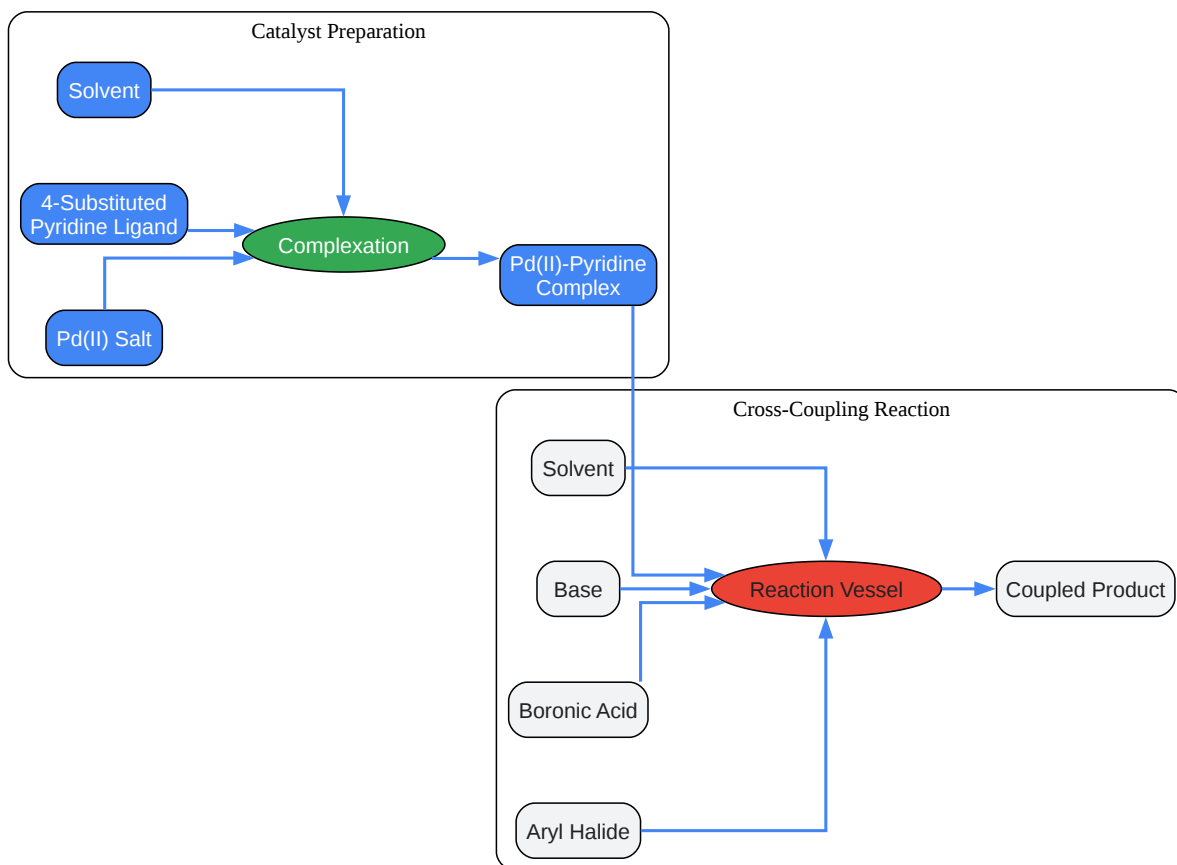 Catalyst Preparation
Solvent
4-Substituted
Pyridine Ligand
Complexation
Pd(II)-Pyridine
Complex
Pd(II) Salt
Cross-Coupling Reaction
Solvent
Base
Reaction Vessel
Coupled Product
Boronic Acid
Aryl Halide